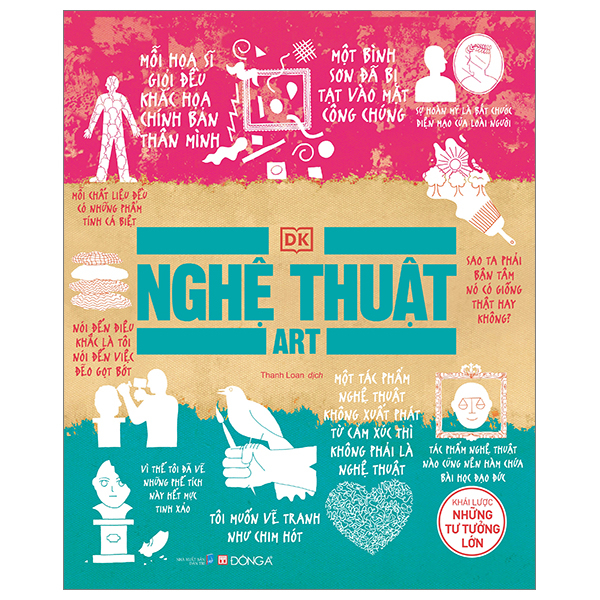 MỖI HỌA SĨ
GIỎI ĐỀU
KHẮC HỌA
CHÍNH BẢN
THÂN MÌNH
MỘT BÌNH
SƠN ĐÃ BỊ
TẠT VÀO MẶT
CÔNG CHÚNG
SỰ HOÀN MỸ LÀ BẮT CHƯỚC
DIỆN MẠO CỦA LOÀI NGƯỜI
MỖI CHẤT LIỆU ĐỀU
CÓ NHỮNG PHẨM
TÍNH CÁ BIỆT
DK
NGHỆ THUẬT
ART
Thanh Loan dịch
SAO TA PHẢI
BẬN TÂM
NÓ CÓ GIỐNG
THẬT HAY
KHÔNG?
NÓI ĐẾN ĐIÊU
KHẮC LÀ TÔI
NÓI ĐẾN VIỆC
ĐẼO GỌT BỚT
MỘT TÁC PHẨM
NGHỆ THUẬT
KHÔNG XUẤT PHÁT
TỪ CẢM XÚC THÌ
KHÔNG PHẢI LÀ
NGHỆ THUẬT
TÁC PHẨM NGHỆ THUẬT
NÀO CŨNG NÊN HÀM CHỨA
BÀI HỌC ĐẠO ĐỨC
VÌ THẾ TÔI ĐÃ VẼ
NHỮNG PHẾ TÍCH
NÀY HẾT MỰC
TINH XẢO
TÔI MUỐN VẼ TRANH
NHƯ CHIM HÓT
KHÁI LƯỢC
NHỮNG
TƯ TƯỞNG
LỚN
ĐÔNG A